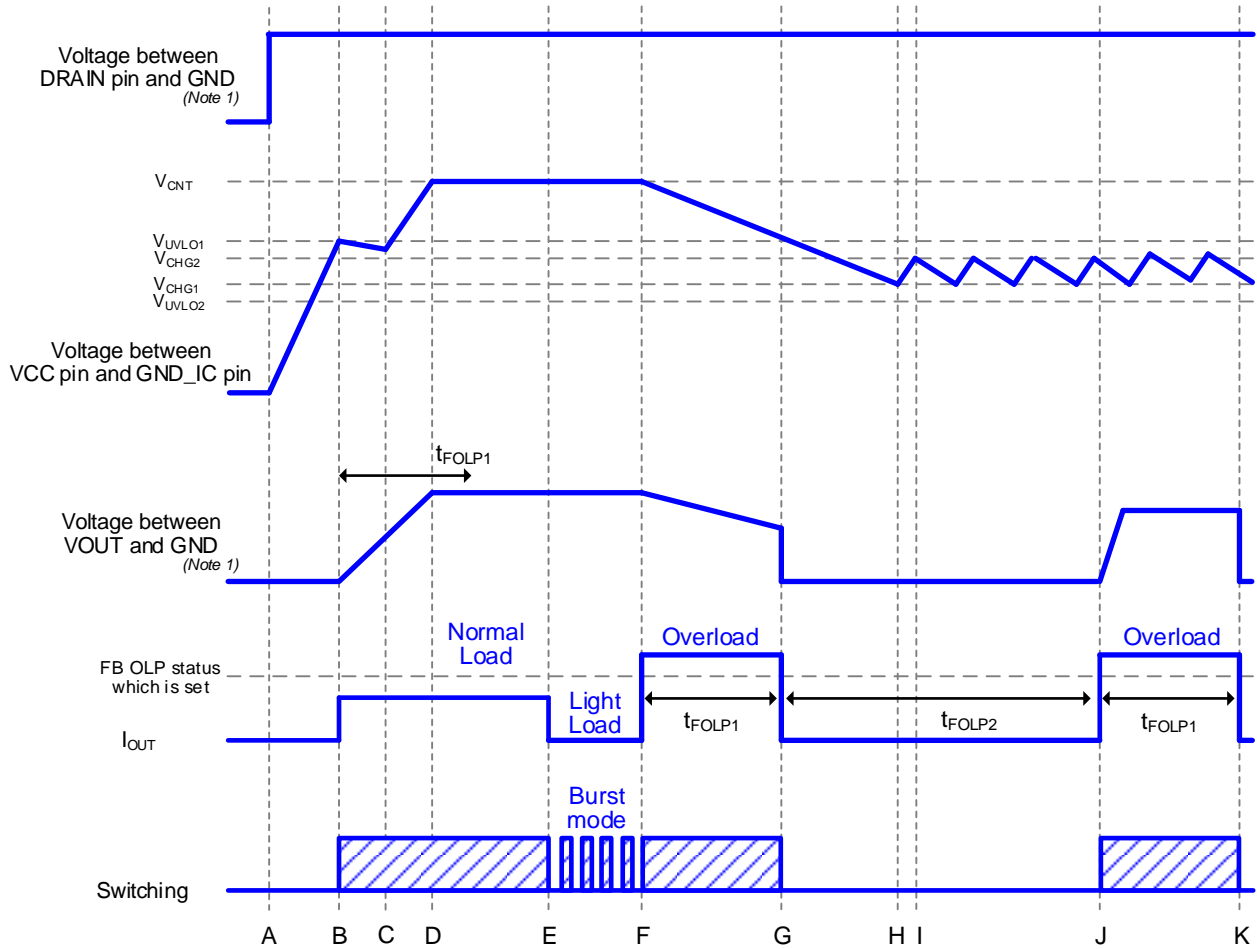 Voltage between
DRAIN pin and GND
(Note 1)
VCNT
VUVLO1
VCHG2
VCHG1
VUVLO2
Voltage between
VCC pin and GND_IC pin
tFOLP1
Voltage between
VOUT and GND
(Note 1)
Normal
Load
Overload
Overload
FB OLP status
which is set
Light
Load
tFOLP1
tFOLP2
tFOLP1
IOUT
Burst
mode
Switching
A B C D E F G H I J K